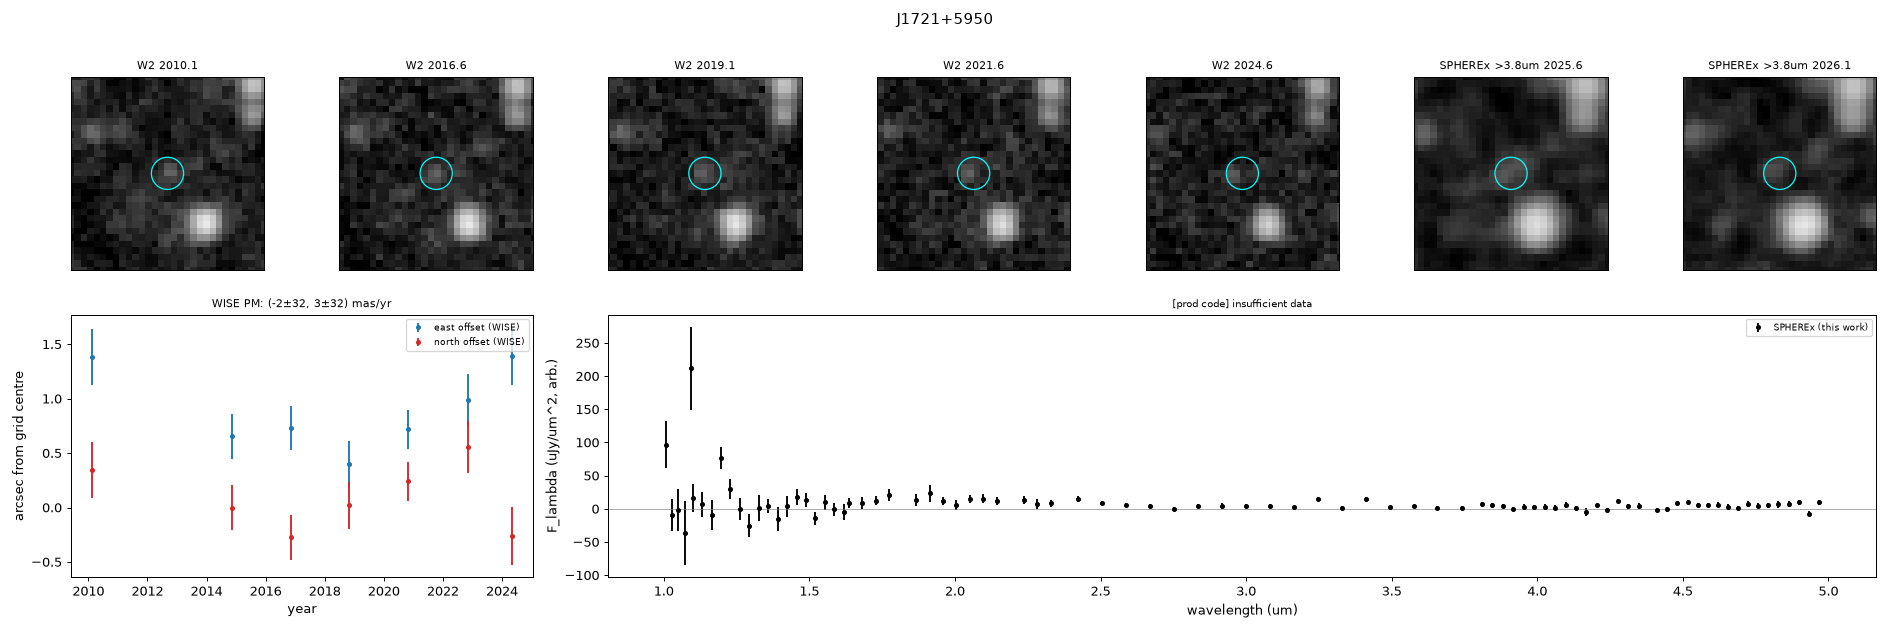 J1721+5950
W2 2010.1
W2 2016.6
W2 2019.1
W2 2021.6
W2 2024.6
SPHEREx >3.8um 2025.6
SPHEREx >3.8um 2026.1
WISE PM: (-2±32, 3±32) mas/yr
east offset (WISE)
north offset (WISE)
1.5
1.0
0.5
0.0
−0.5
arcsec from grid centre
2010 2012 2014 2016 2018 2020 2022 2024
year
[prod code] insufficient data
SPHEREx (this work)
250
200
150
100
50
0
−50
−100
F_lambda (uJy/um^2, arb.)
1.0 1.5 2.0 2.5 3.0 3.5 4.0 4.5 5.0
wavelength (um)